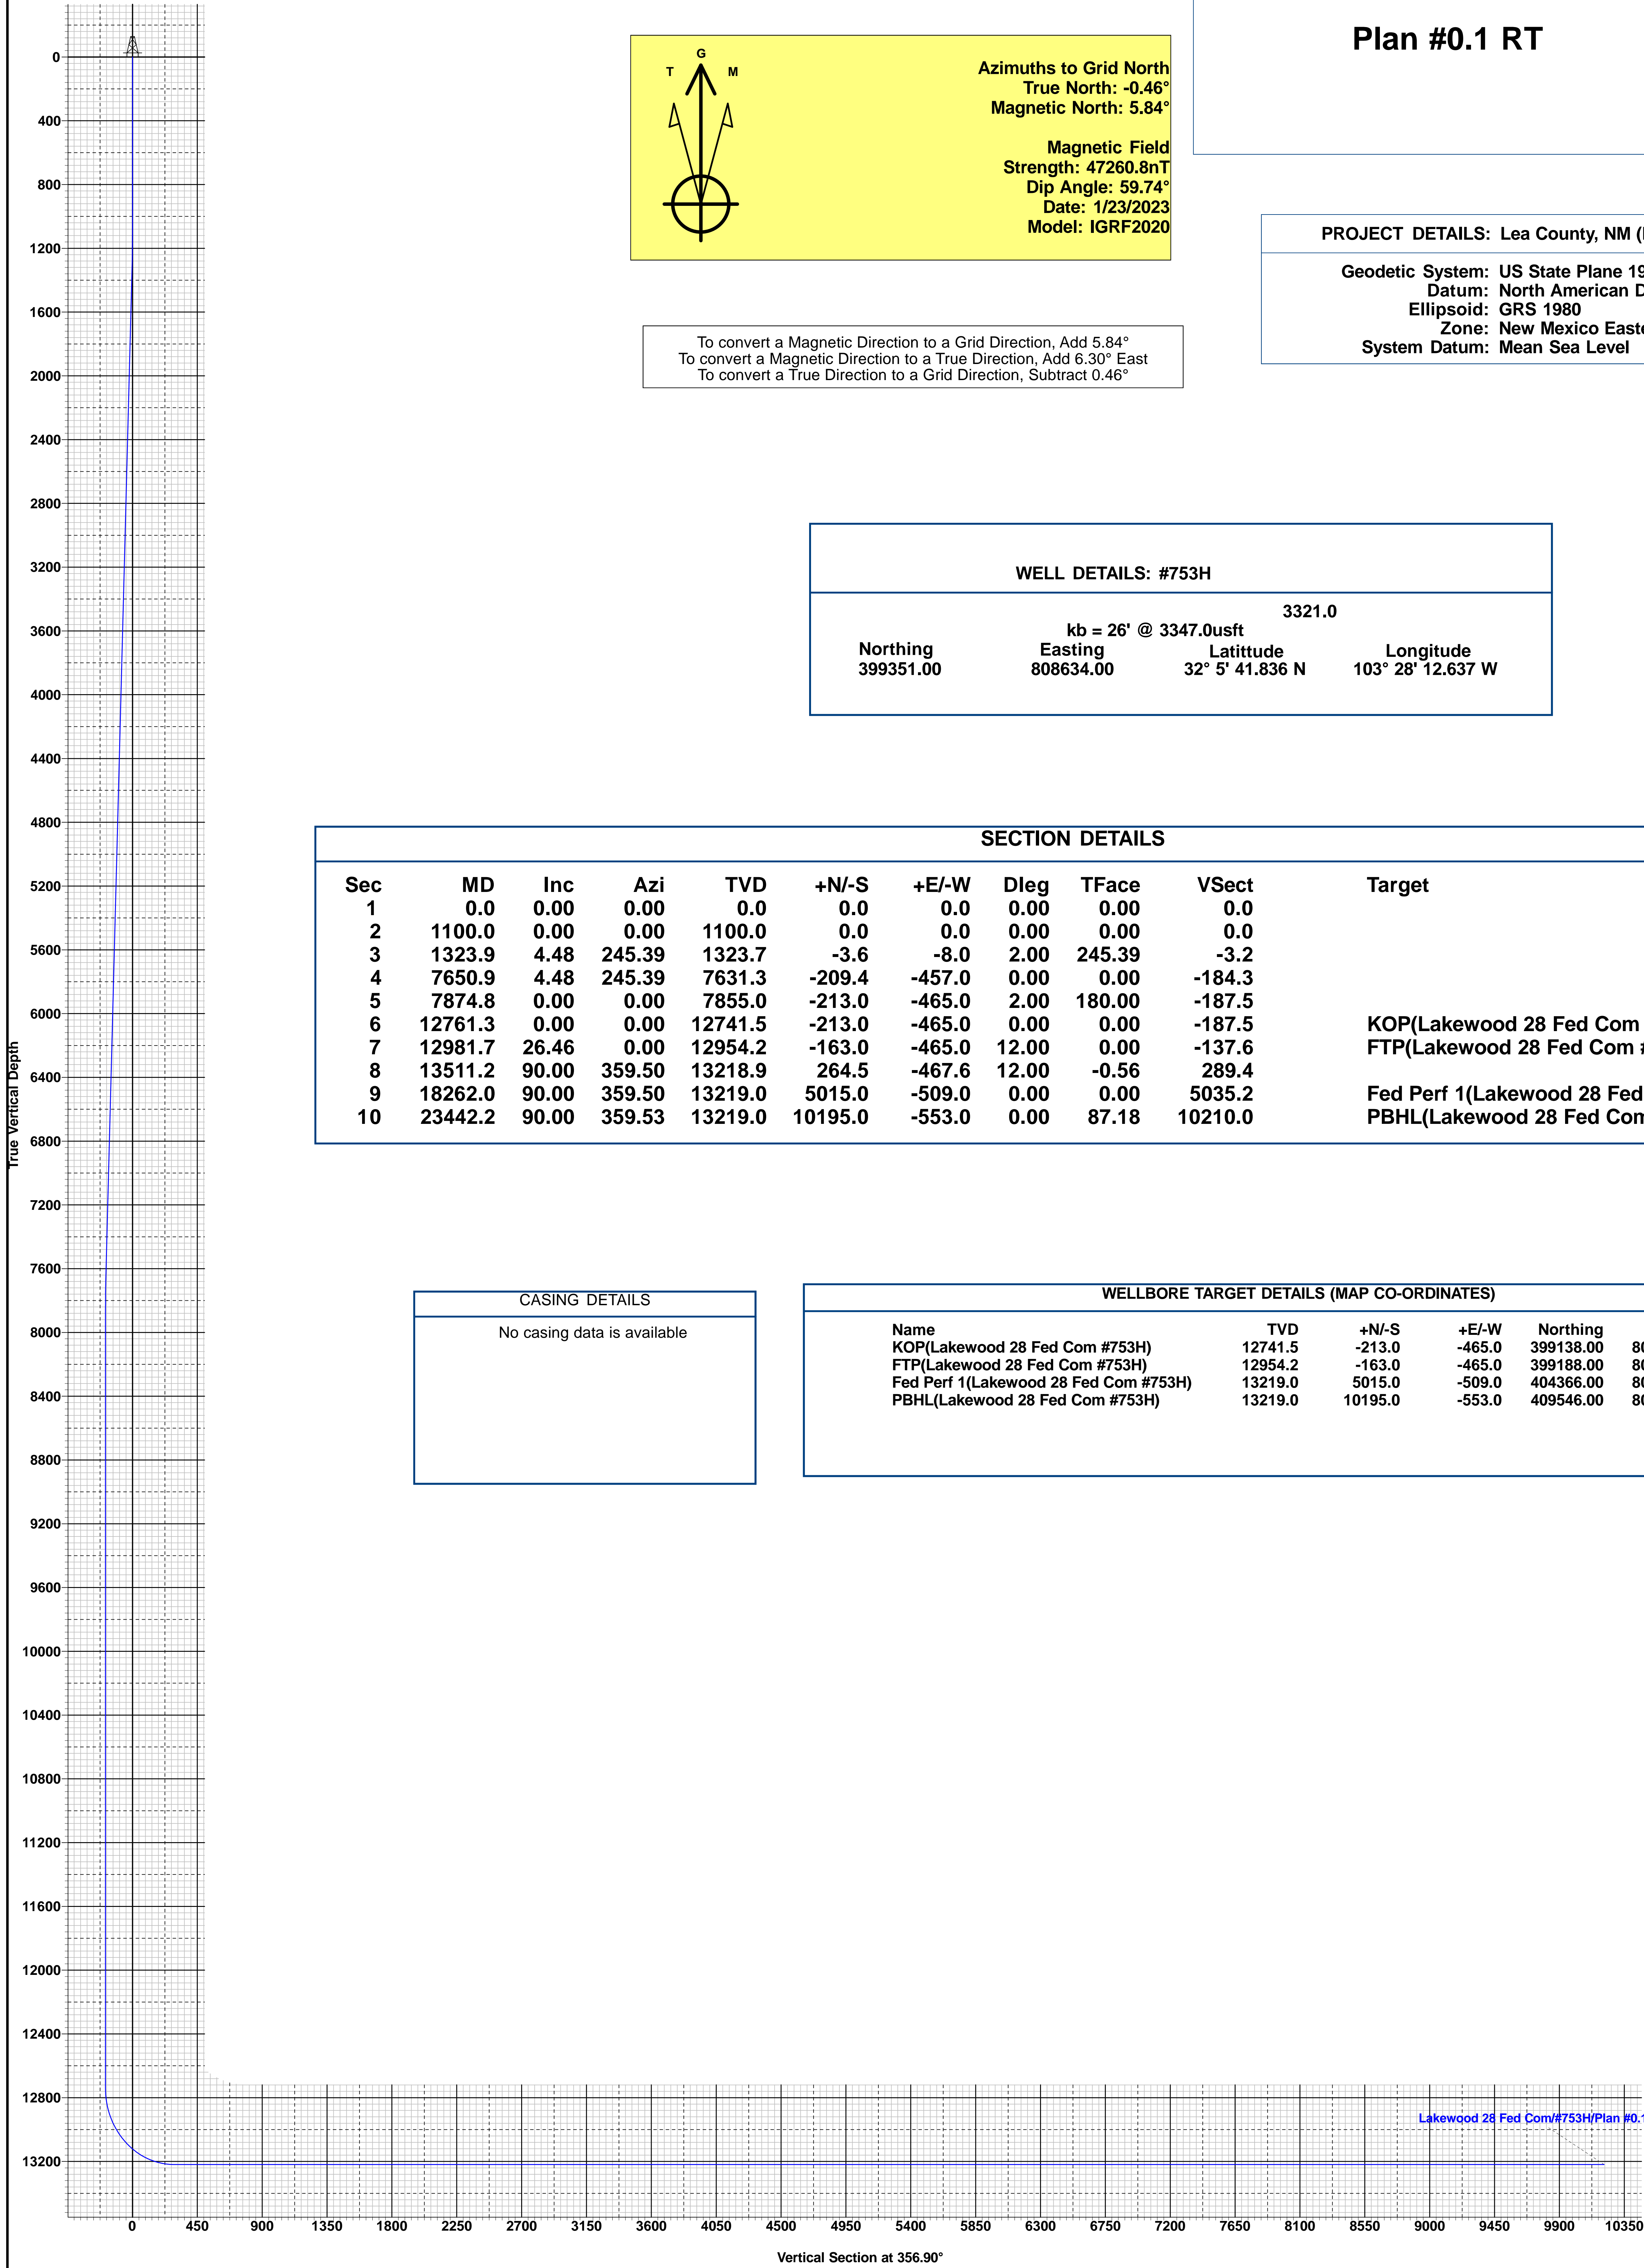 Plan #0.1 RT
G
T M
Azimuths to Grid North
True North: -0.46°
Magnetic North: 5.84°
Magnetic Field
Strength: 47260.8nT
Dip Angle: 59.74°
Date: 1/23/2023
Model: IGRF2020
PROJECT DETAILS: Lea County, NM (
Geodetic System: US State Plane 19
Datum: North American D
Ellipsoid: GRS 1980
Zone: New Mexico Easte
System Datum: Mean Sea Level
To convert a Magnetic Direction to a Grid Direction, Add 5.84°
To convert a Magnetic Direction to a True Direction, Add 6.30° East
To convert a True Direction to a Grid Direction, Subtract 0.46°
WELL DETAILS: #753H
3321.0
kb = 26' @ 3347.0usft
Northing Easting Latittude Longitude
399351.00 808634.00 32° 5' 41.836 N 103° 28' 12.637 W
SECTION DETAILS
Sec MD Inc Azi TVD +N/-S +E/-W Dleg TFace VSect Target
1 0.0 0.00 0.00 0.0 0.0 0.0 0.00 0.00 0.0
2 1100.0 0.00 0.00 1100.0 0.0 0.0 0.00 0.00 0.0
3 1323.9 4.48 245.39 1323.7 -3.6 -8.0 2.00 245.39 -3.2
4 7650.9 4.48 245.39 7631.3 -209.4 -457.0 0.00 0.00 -184.3
5 7874.8 0.00 0.00 7855.0 -213.0 -465.0 2.00 180.00 -187.5
6 12761.3 0.00 0.00 12741.5 -213.0 -465.0 0.00 0.00 -187.5 KOP(Lakewood 28 Fed Com
7 12981.7 26.46 0.00 12954.2 -163.0 -465.0 12.00 0.00 -137.6 FTP(Lakewood 28 Fed Com #
8 13511.2 90.00 359.50 13218.9 264.5 -467.6 12.00 -0.56 289.4
9 18262.0 90.00 359.50 13219.0 5015.0 -509.0 0.00 0.00 5035.2 Fed Perf 1(Lakewood 28 Fed
10 23442.2 90.00 359.53 13219.0 10195.0 -553.0 0.00 87.18 10210.0 PBHL(Lakewood 28 Fed Com
CASING DETAILS
No casing data is available
WELLBORE TARGET DETAILS (MAP CO-ORDINATES)
Name TVD +N/-S +E/-W Northing
KOP(Lakewood 28 Fed Com #753H) 12741.5 -213.0 -465.0 399138.00 80
FTP(Lakewood 28 Fed Com #753H) 12954.2 -163.0 -465.0 399188.00 80
Fed Perf 1(Lakewood 28 Fed Com #753H) 13219.0 5015.0 -509.0 404366.00 80
PBHL(Lakewood 28 Fed Com #753H) 13219.0 10195.0 -553.0 409546.00 80
True Vertical Depth
0
400
800
1200
1600
2000
2400
2800
3200
3600
4000
4400
4800
5200
5600
6000
6400
6800
7200
7600
8000
8400
8800
9200
9600
10000
10400
10800
11200
11600
12000
12400
12800
13200
Lakewood 28 Fed Com/#753H/Plan #0.1
0 450 900 1350 1800 2250 2700 3150 3600 4050 4500 4950 5400 5850 6300 6750 7200 7650 8100 8550 9000 9450 9900 10350
Vertical Section at 356.90°